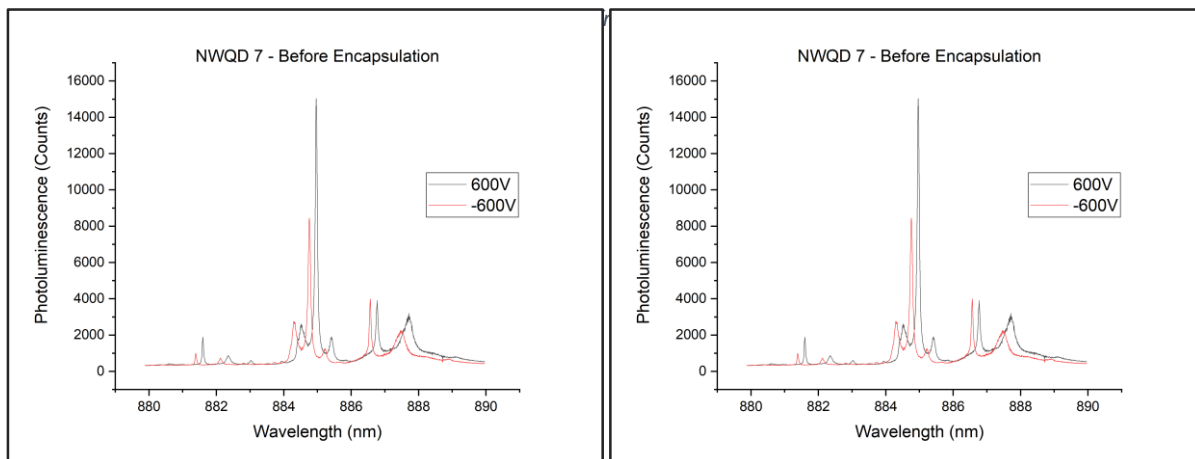 NWQD 7 - Before Encapsulation
16000
14000
12000
10000
8000
6000
4000
2000
0
Photoluminescence (Counts)
600V
-600V
880 882 884 886 888 890
Wavelength (nm)
NWQD 7 - Before Encapsulation
16000
14000
12000
10000
8000
6000
4000
2000
0
Photoluminescence (Counts)
600V
-600V
880 882 884 886 888 890
Wavelength (nm)